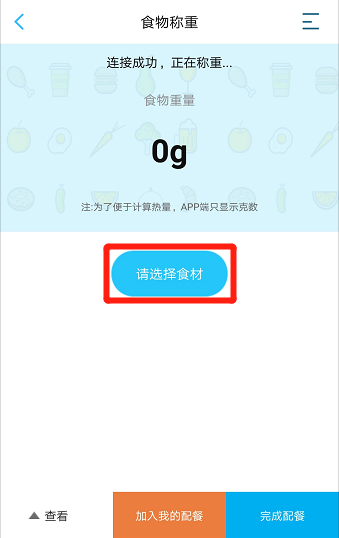 食物称重
连接成功，正在称重...
食物重量
0g
注:为了便于计算热量，APP端只显示克数
请选择食材
查看
加入我的配餐
完成配餐